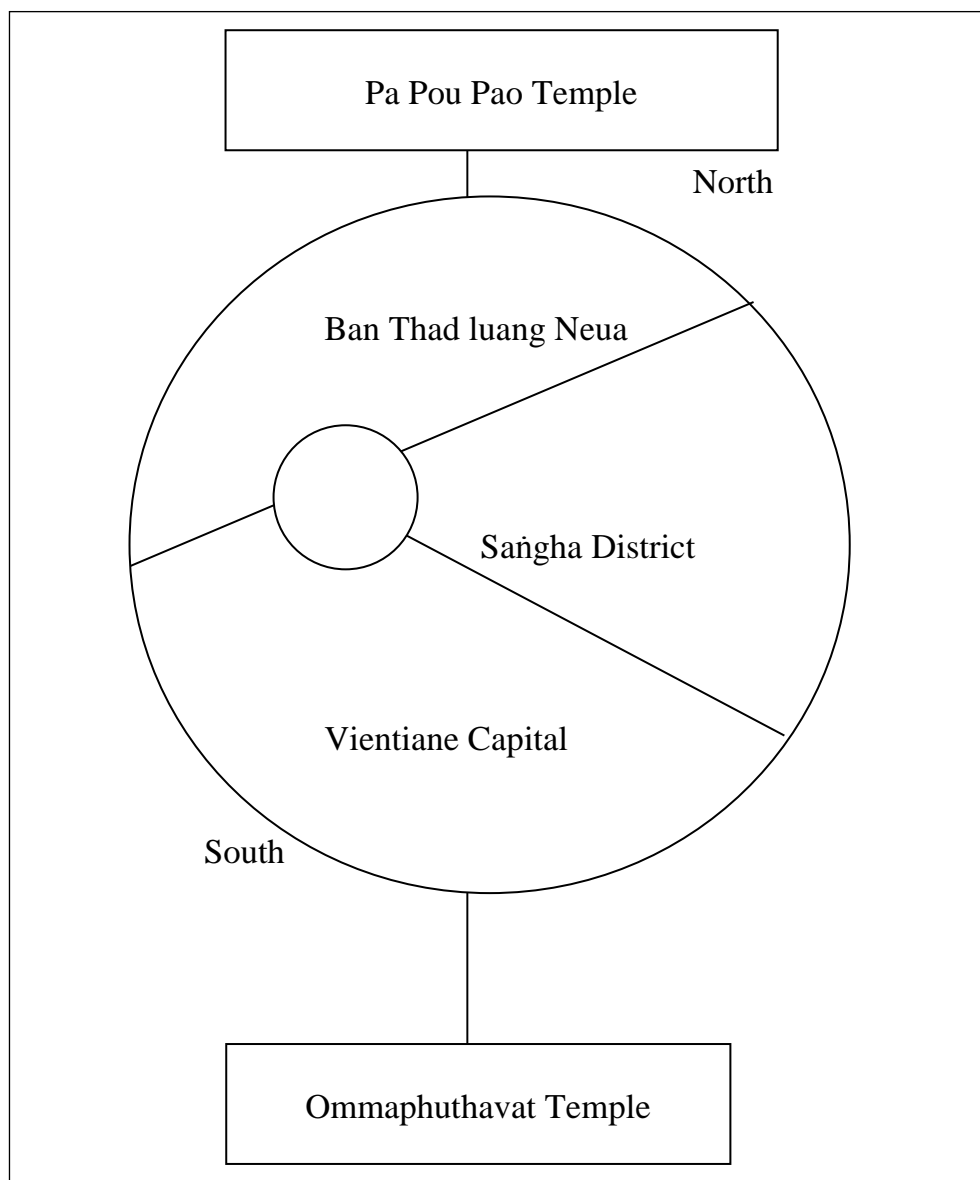 Pa Pou Pao Temple
North
Ban Thad luang Neua
Saṅgha District
Vientiane Capital
South
Ommaphuthavat Temple